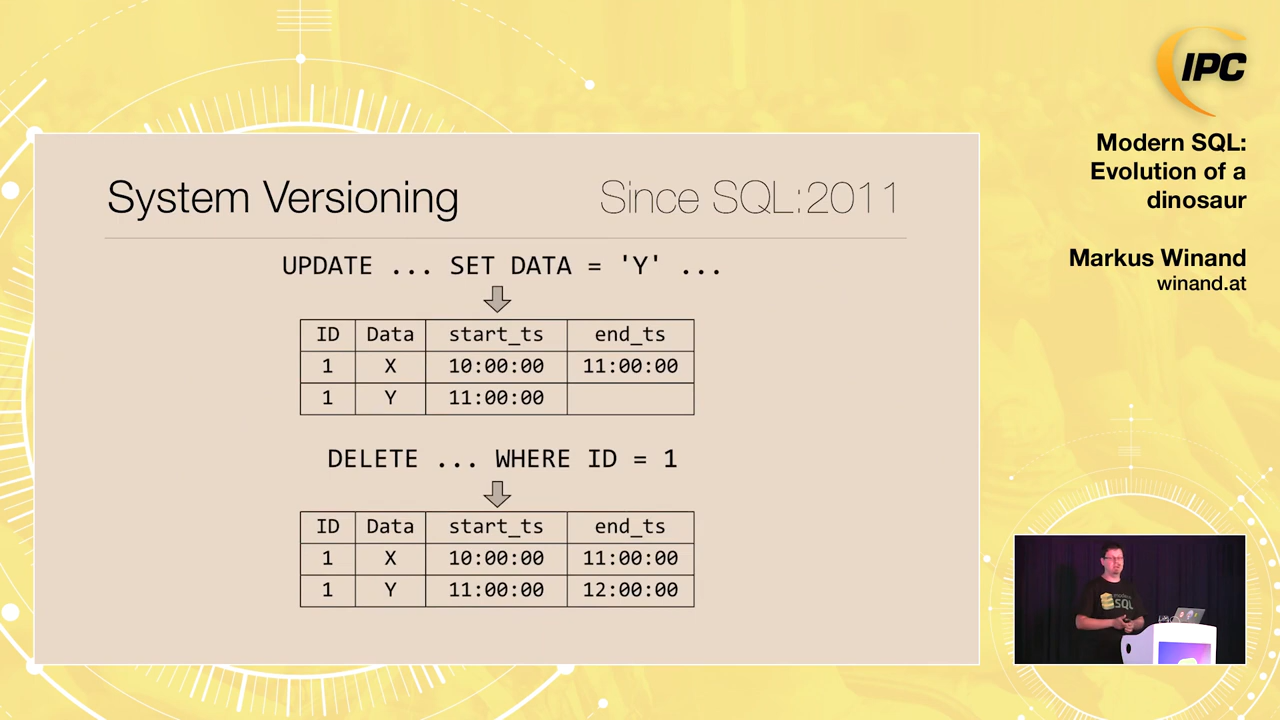 IPC
Modern SQL:
Evolution of a
dinosaur
Markus Winand
winand.at
System Versioning Since SQL:2011
UPDATE ... SET DATA = 'Y' ...
ID Data start_ts end_ts
1 X 10:00:00 11:00:00
1 Y 11:00:00
DELETE ... WHERE ID = 1
ID Data start_ts end_ts
1 X 10:00:00 11:00:00
1 Y 11:00:00 12:00:00
SQL